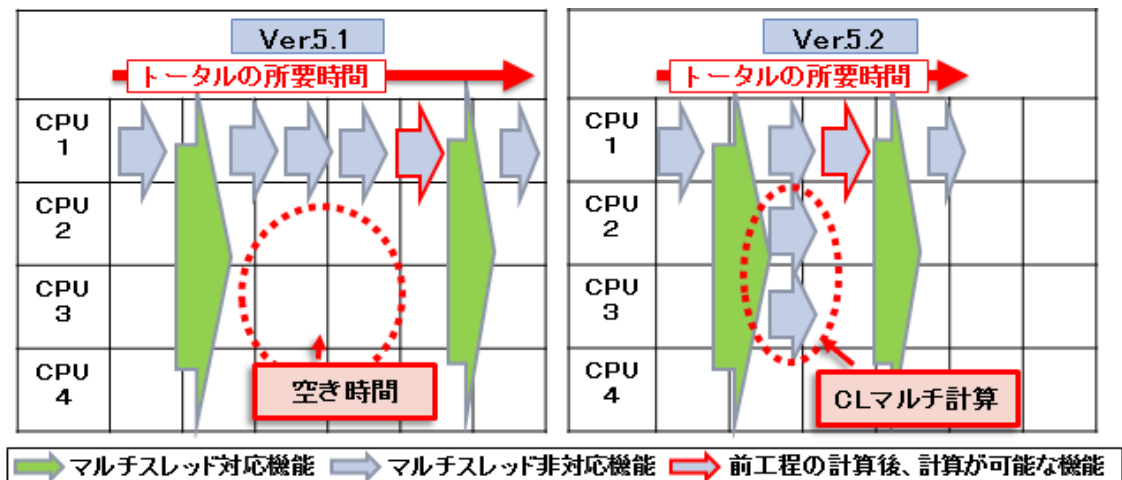 Ver.5.1
トータルの所要時間
CPU
1
CPU
2
CPU
3
CPU
4
空き時間
Ver.5.2
トータルの所要時間
CPU
1
CPU
2
CPU
3
CPU
4
CLマルチ計算
マルチスレッド対応機能 マルチスレッド非対応機能 前工程の計算後、計算が可能な機能